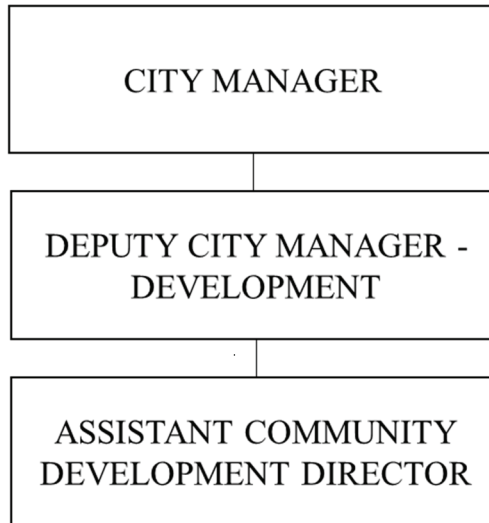 CITY MANAGER
DEPUTY CITY MANAGER -
DEVELOPMENT
ASSISTANT COMMUNITY
DEVELOPMENT DIRECTOR